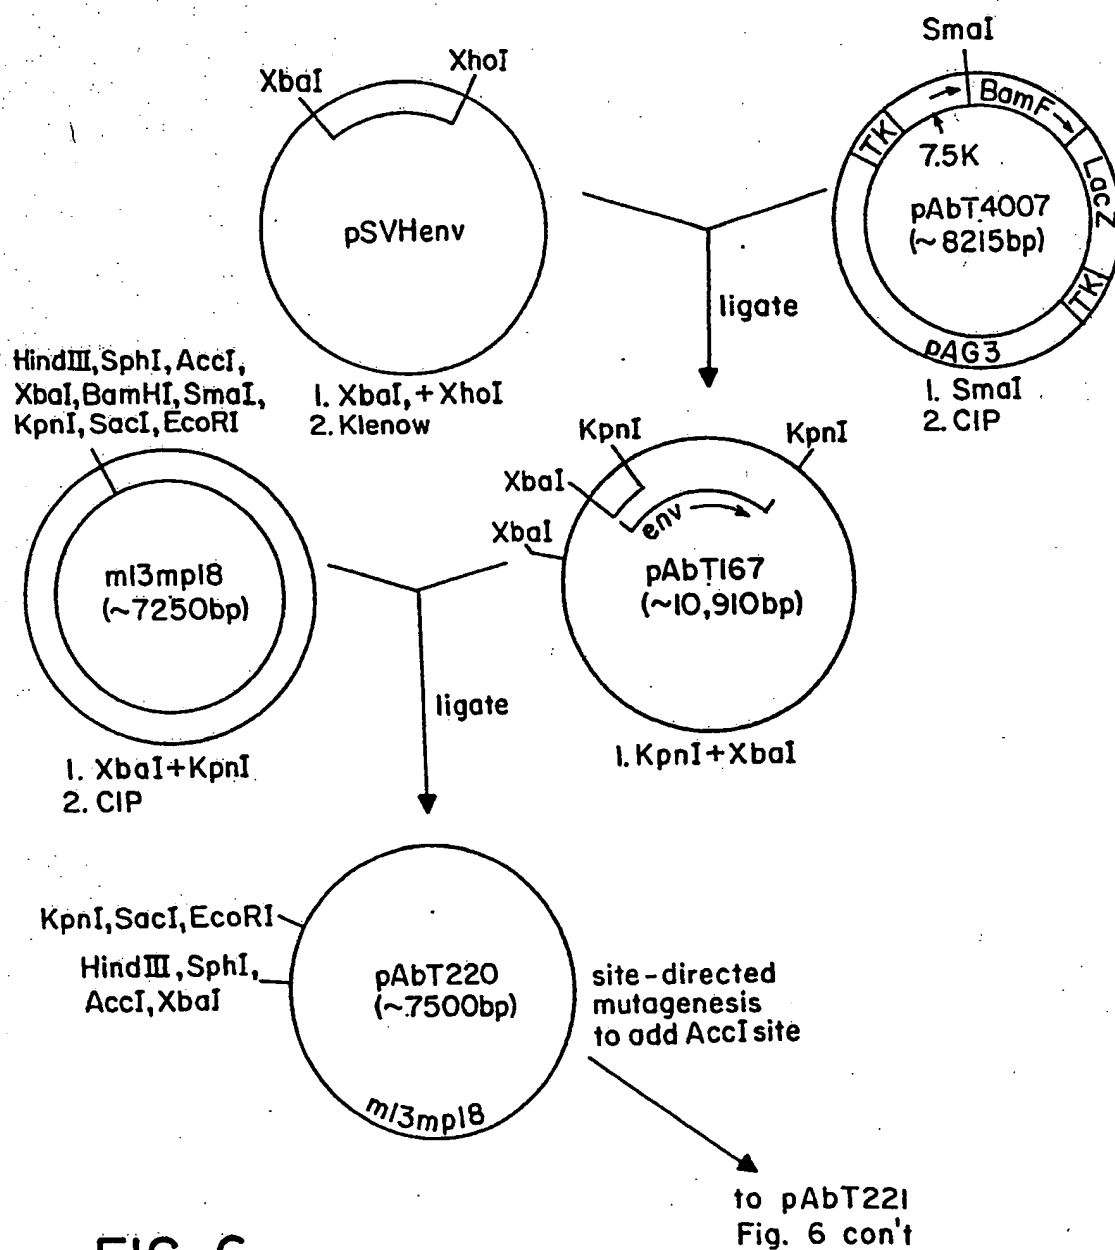 SmaI
XbaI
XhoI
pSVHenv
1. XbaI, + XhoI
2. Klenow
TK
7.5K
BamF
LacZ
pAbT4007
(~8215bp)
TK
pAG3
1. SmaI
2. CIP
ligate
HindIII, SphI, AccI,
XbaI, BamHI, SmaI,
KpnI, SacI, EcoRI
m13mp18
(~7250bp)
1. XbaI+KpnI
2. CIP
KpnI
KpnI
XbaI
XbaI
env
pAbT167
(~10,910bp)
1. KpnI+XbaI
ligate
KpnI, SacI, EcoRI
HindIII, SphI,
AccI, XbaI
pAbT220
(~7500bp)
m13mp18
site-directed
mutagenesis
to add AccI site
to pAbT221
Fig. 6 con't
FIG. 6